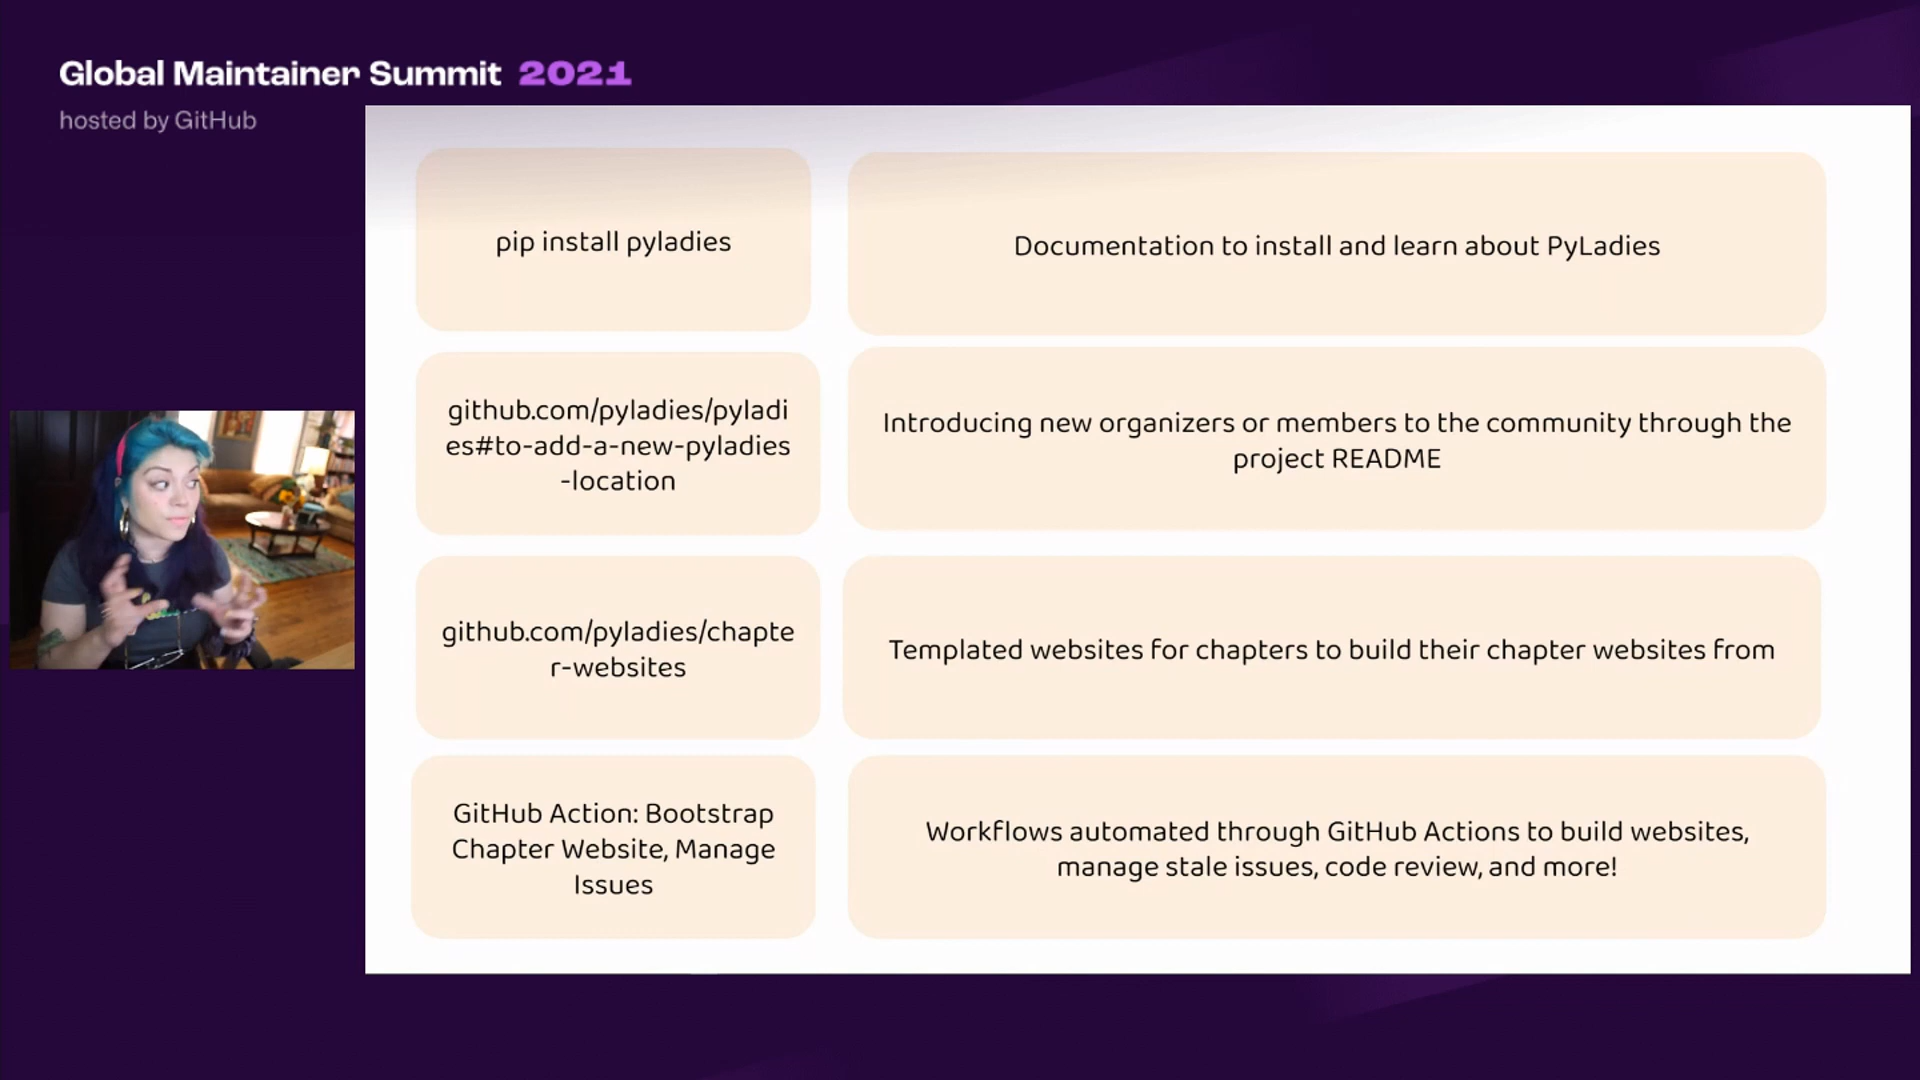 Global Maintainer Summit 2021
hosted by GitHub
pip install pyladies
Documentation to install and learn about PyLadies
github.com/pyladies/pyladi
es#to-add-a-new-pyladies
-location
Introducing new organizers or members to the community through the
project README
github.com/pyladies/chapte
r-websites
Templated websites for chapters to build their chapter websites from
GitHub Action: Bootstrap
Chapter Website, Manage
Issues
Workflows automated through GitHub Actions to build websites,
manage stale issues, code review, and more!